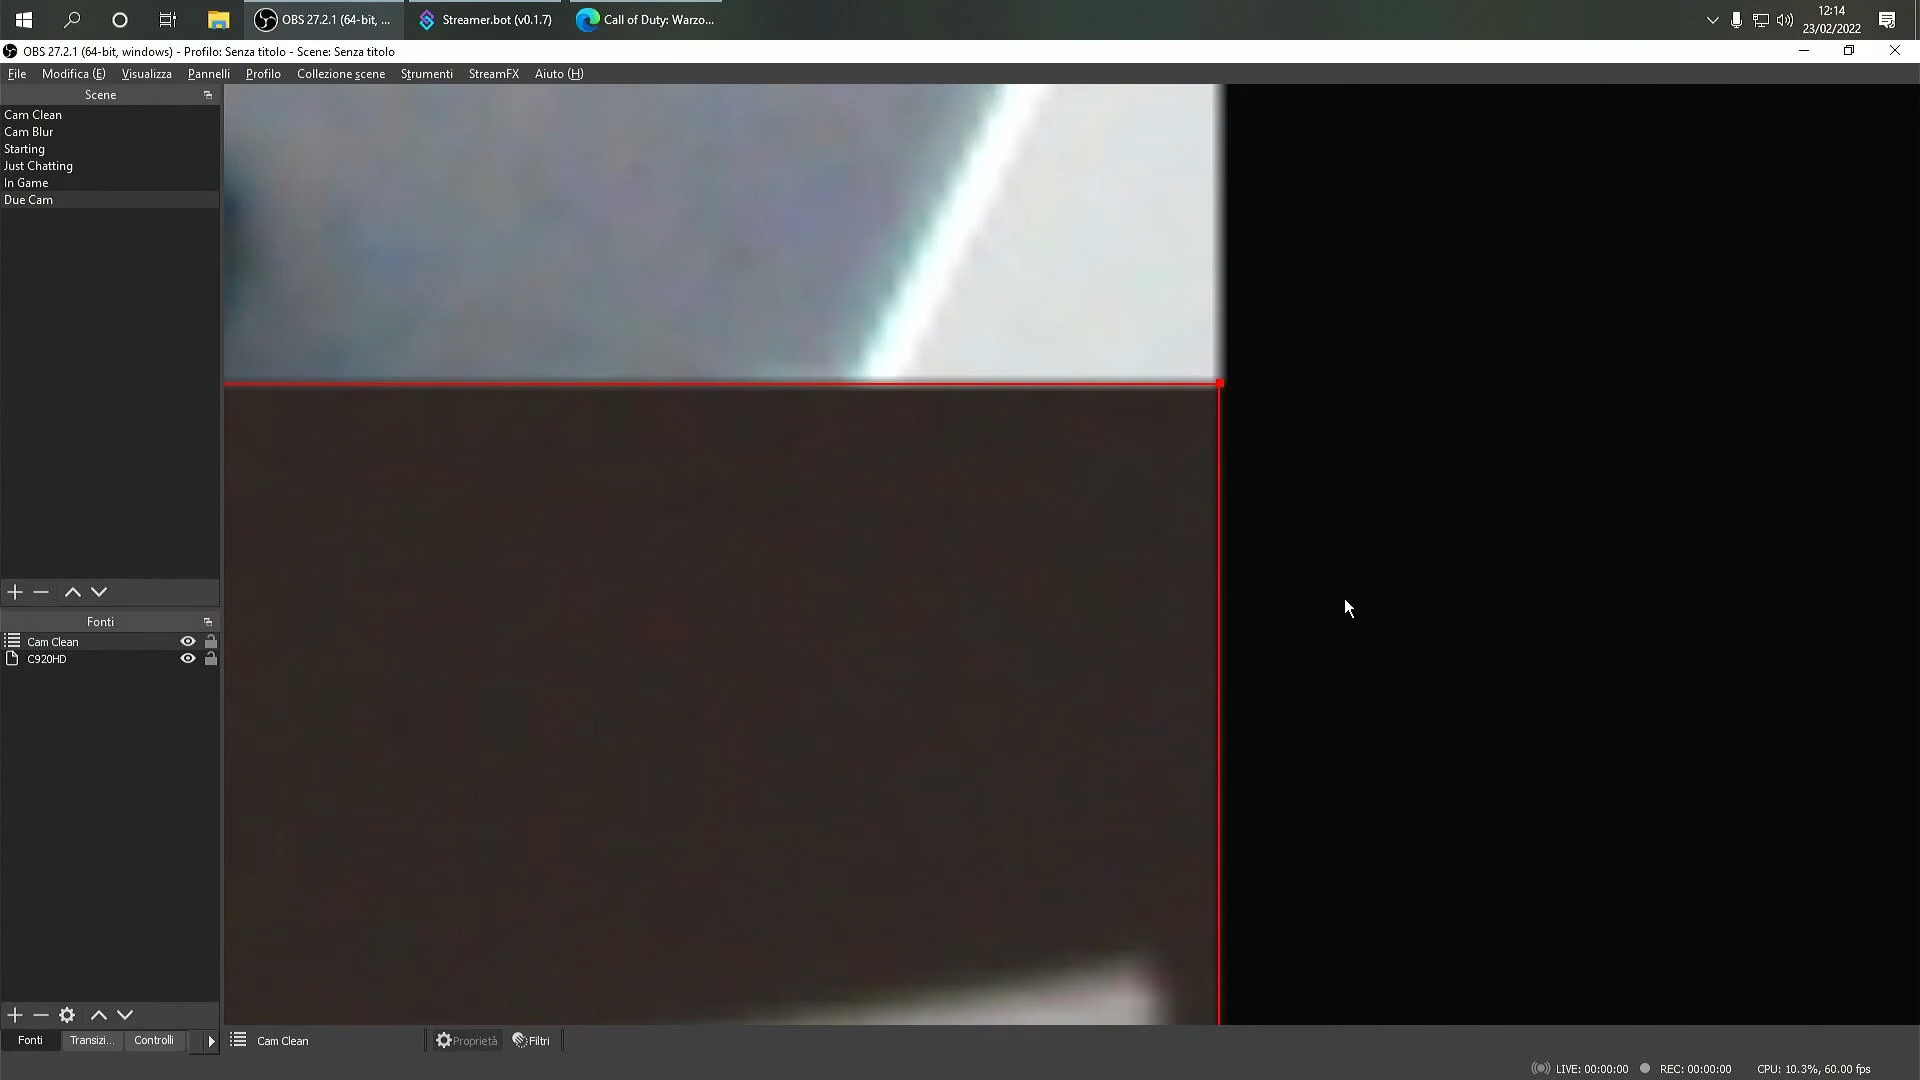 OBS 27.2.1 (64-bit, ...
Streamer.bot (v0.1.7)
Call of Duty: Warzo...
12:14
23/02/2022
OBS 27.2.1 (64-bit, windows) - Profilo: Senza titolo - Scene: Senza titolo
File Modifica (E) Visualizza Pannelli Profilo Collezione scene Strumenti StreamFX Aiuto (H)
Scene
Cam Clean
Cam Blur
Starting
Just Chatting
In Game
Due Cam
Fonti
Cam Clean
C920HD
Fonti Transizi... Controlli
Cam Clean
Proprietà
Filtri
LIVE: 00:00:00
REC: 00:00:00
CPU: 10.3%, 60.00 fps